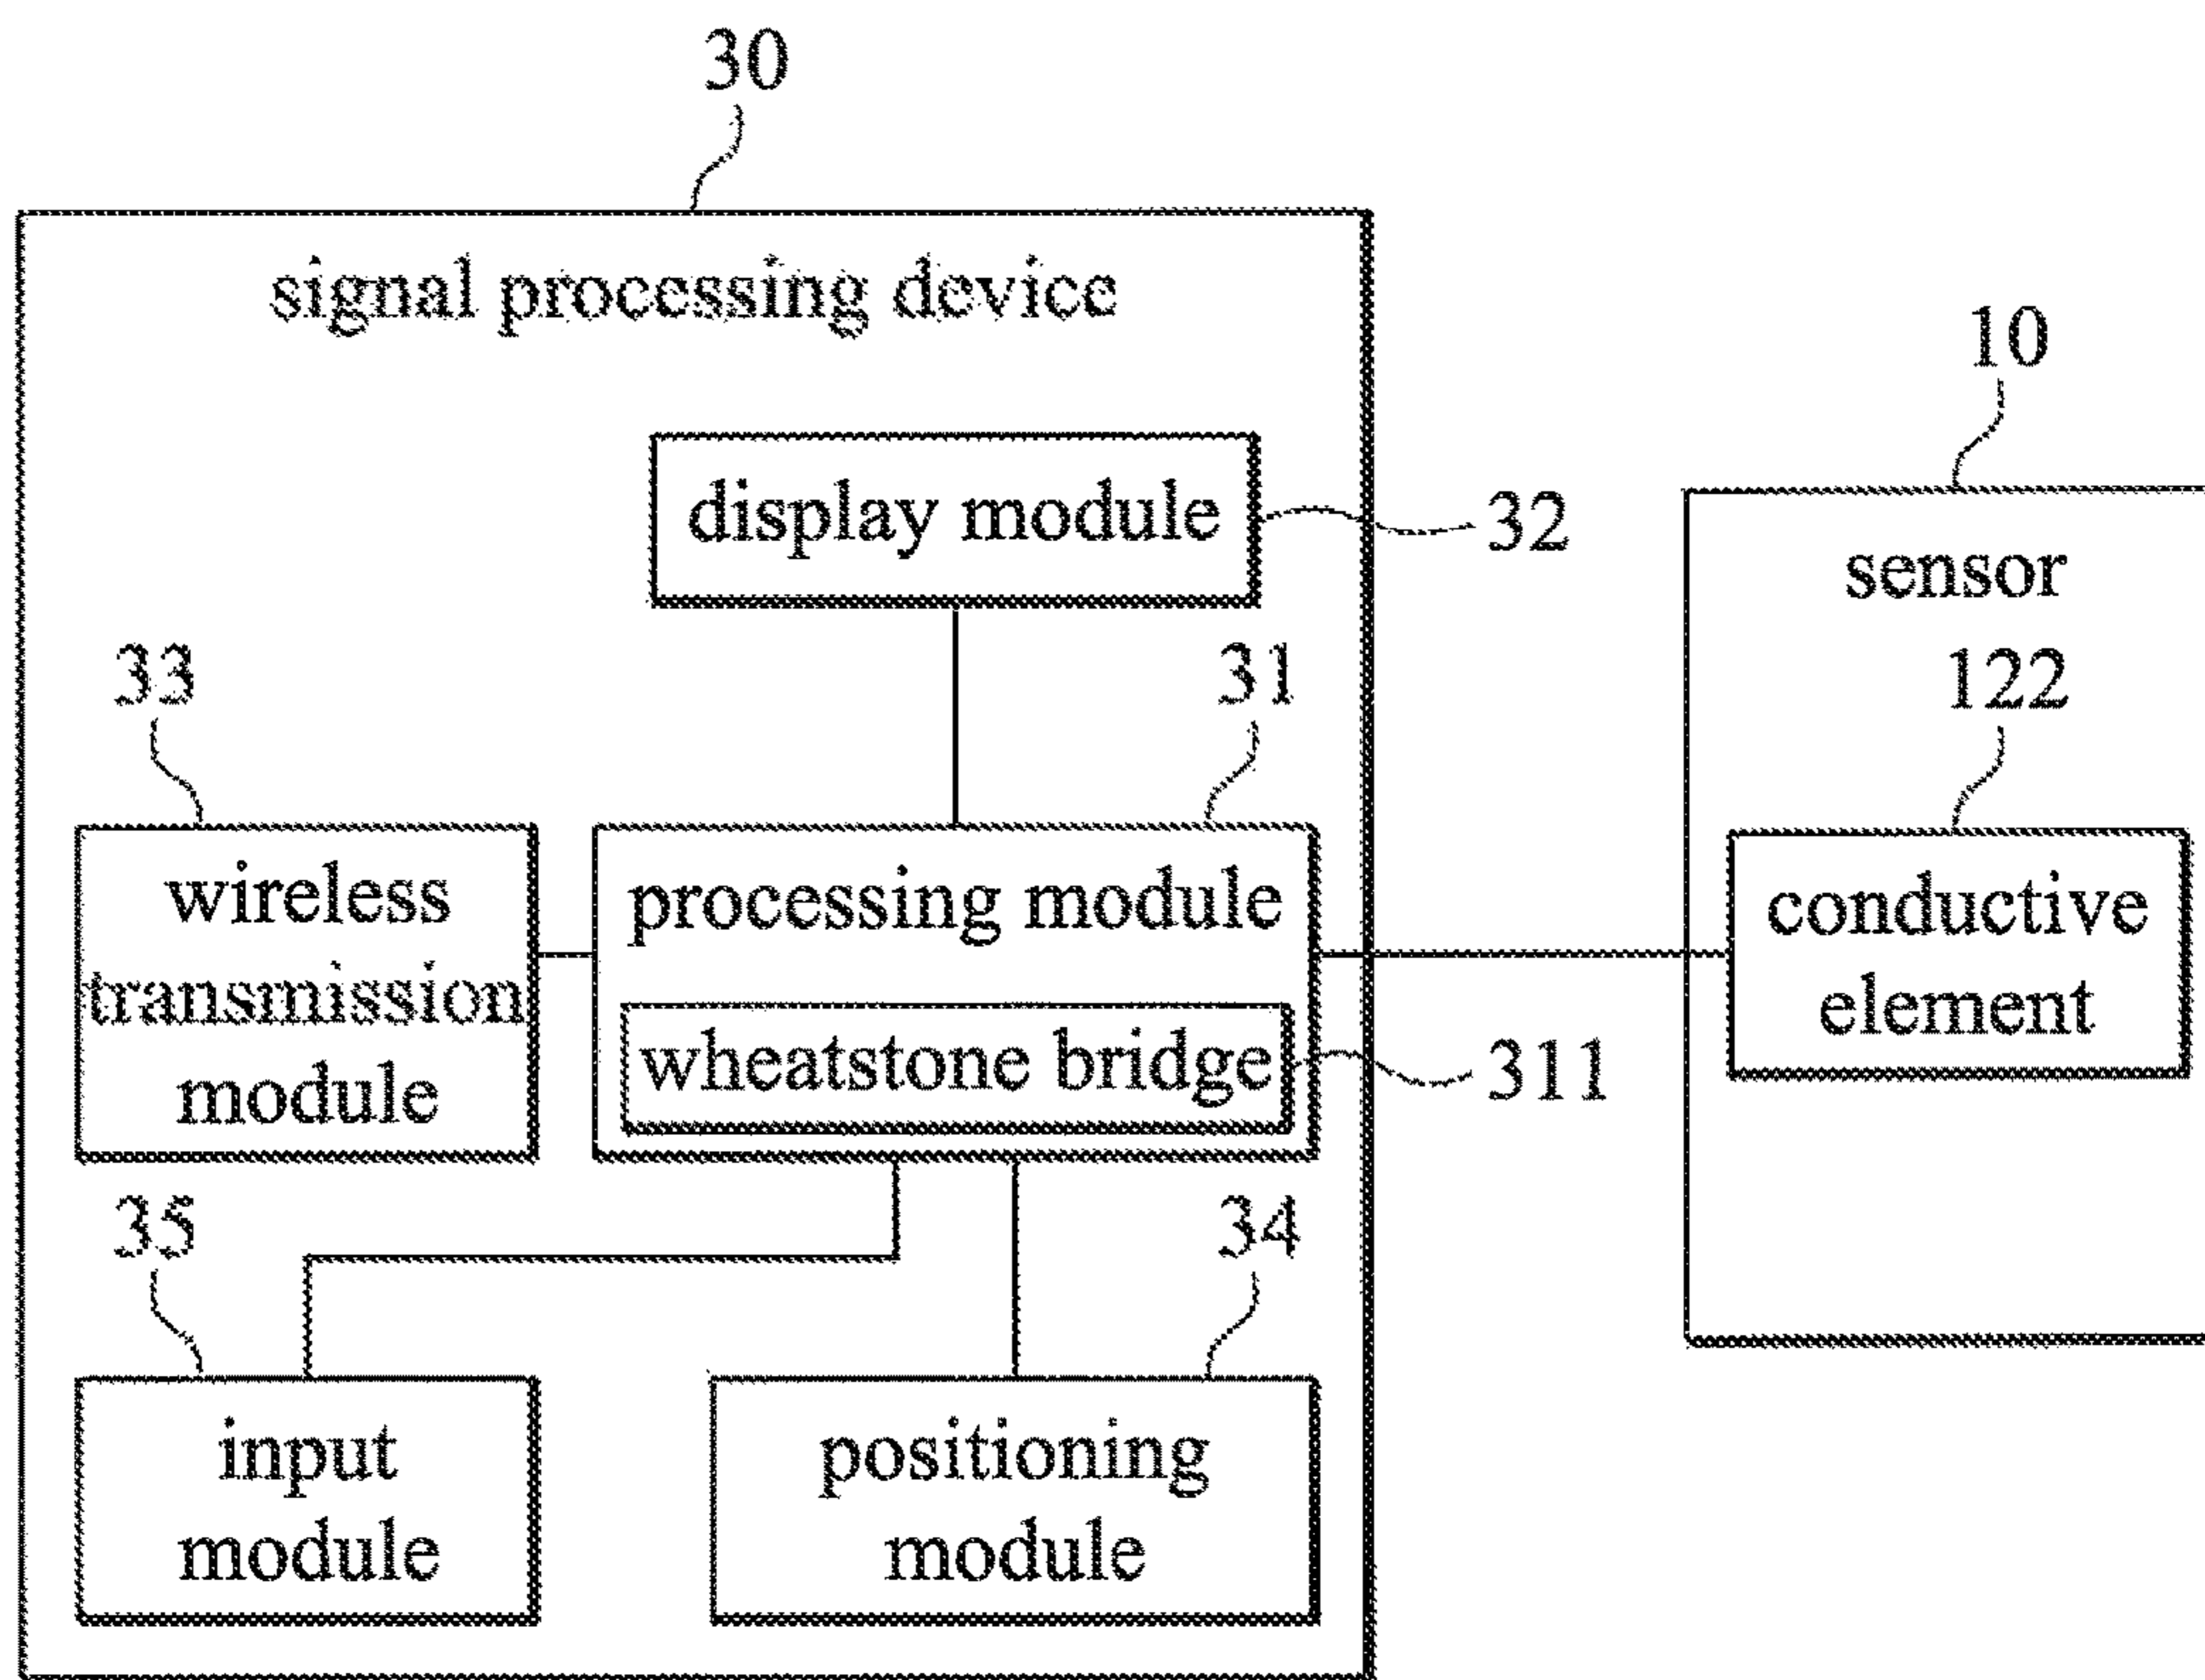 30
signal processing device
10
display module
32
sensor
33
31
122
wireless
transmission
module
processing module
conductive
element
wheatstone bridge
311
35
34
input
module
positioning
module